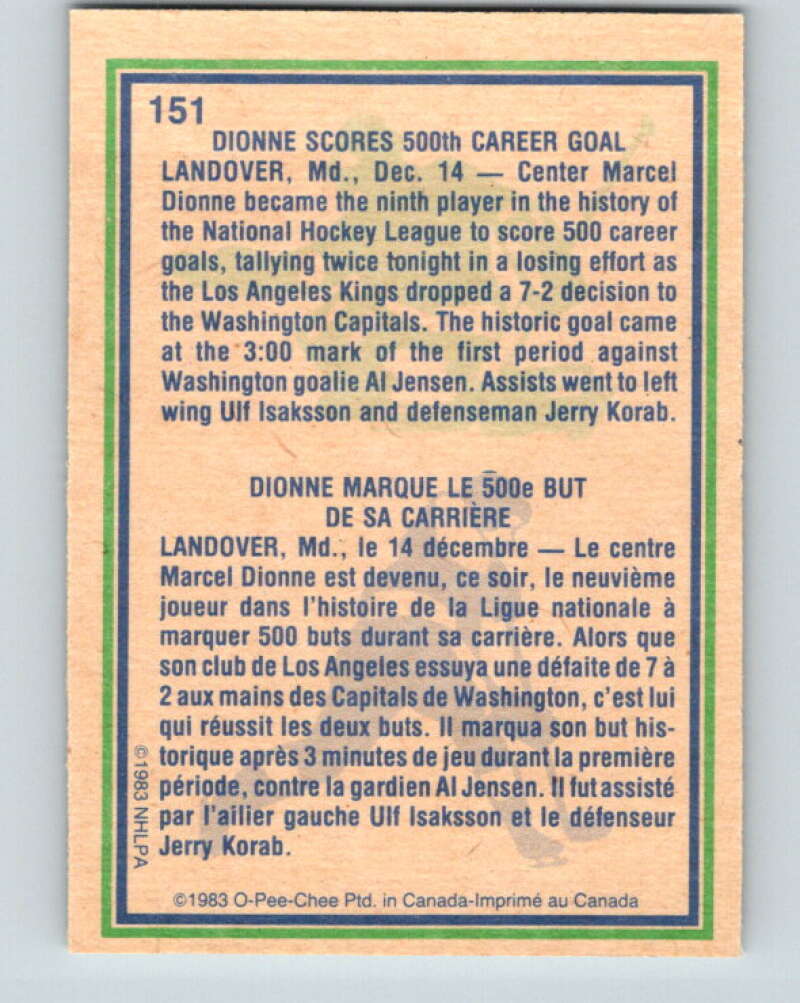 151
DIONNE SCORES 500th CAREER GOAL
LANDOVER, Md., Dec. 14 — Center Marcel
Dionne became the ninth player in the history of
the National Hockey League to score 500 career
goals, tallying twice tonight in a losing effort as
the Los Angeles Kings dropped a 7-2 decision to
the Washington Capitals. The historic goal came
at the 3:00 mark of the first period against
Washington goalie Al Jensen. Assists went to left
wing Ulf Isaksson and defenseman Jerry Korab.
DIONNE MARQUE LE 500e BUT
DE SA CARRIÈRE
LANDOVER, Md., le 14 décembre — Le centre
Marcel Dionne est devenu, ce soir, le neuvième
joueur dans l'histoire de la Ligue nationale à
marquer 500 buts durant sa carrière. Alors que
son club de Los Angeles essuya une défaite de 7 à
2 aux mains des Capitals de Washington, c'est lui
qui réussit les deux buts. Il marqua son but his-
torique après 3 minutes de jeu durant la première
période, contre la gardien Al Jensen. Il fut assisté
par l'ailier gauche Ulf Isaksson et le défenseur
Jerry Korab.
©1983 NHLPA
©1983 O-Pee-Chee Ptd. in Canada-Imprimé au Canada